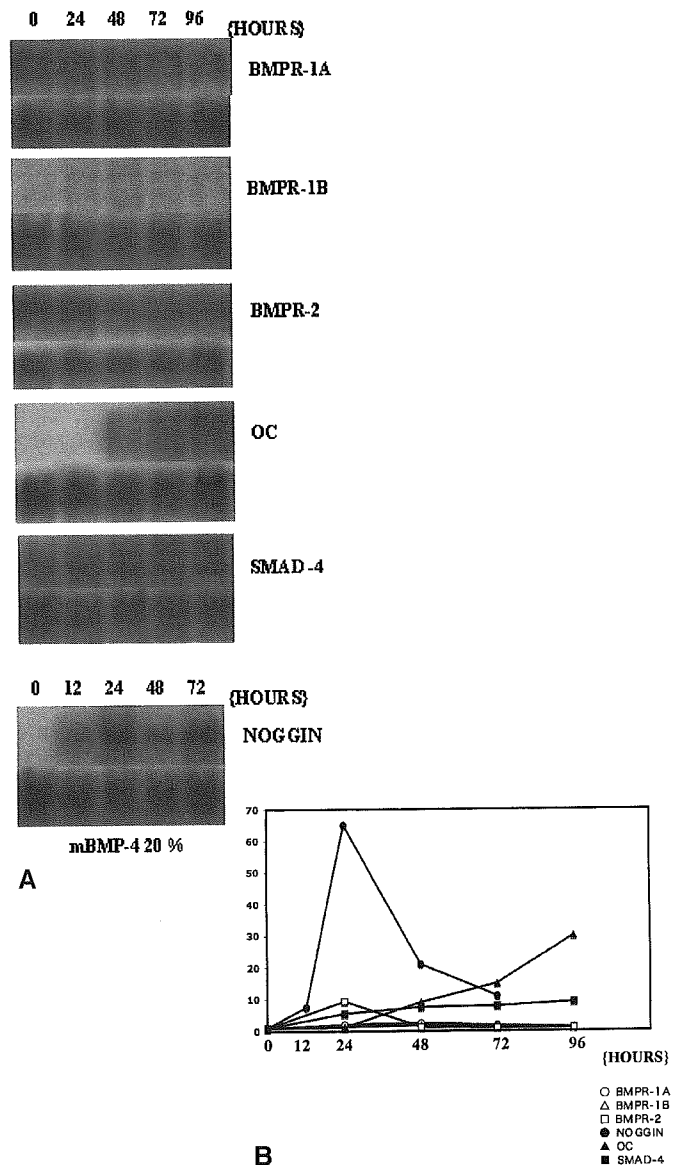 0 24 48 72 96 {HOURS}
BMPR-1A
BMPR-1B
BMPR-2
OC
SMAD-4
0 12 24 48 72 {HOURS}
NOGGIN
mBMP-4 20 %
A
70
60
50
40
30
20
10
0
0 12 24 48 72 96
{HOURS}
BMPR-1A
BMPR-1B
BMPR-2
NOGGIN
OC
SMAD-4
B